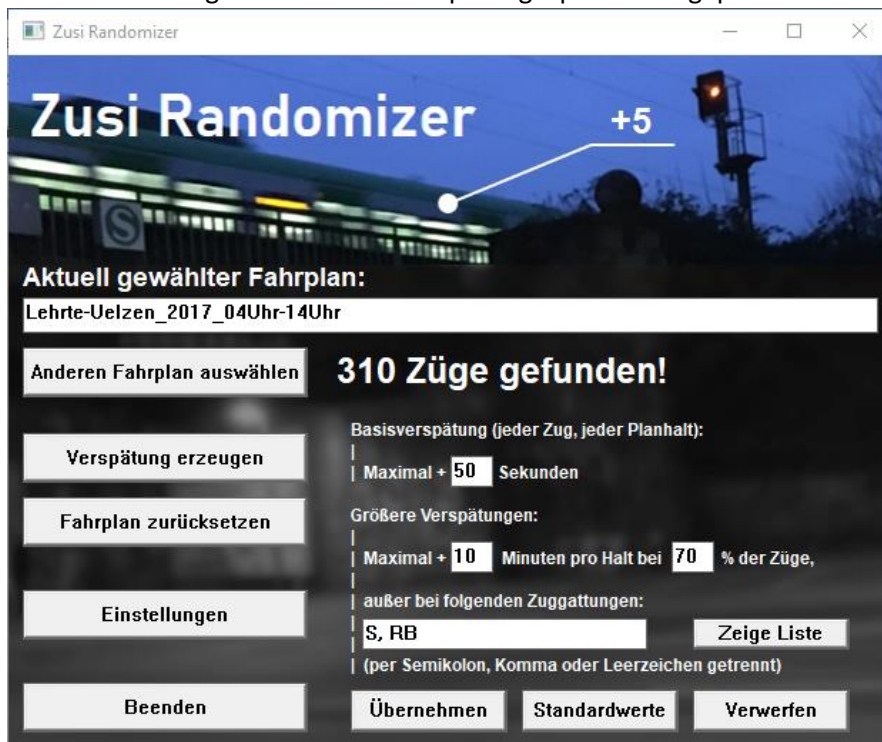 Zusi Randomizer
Zusi Randomizer
+5
S
Aktuell gewählter Fahrplan:
Lehrte-Uelzen_2017_04Uhr-14Uhr
Anderen Fahrplan auswählen
310 Züge gefunden!
Basisverspätung (jeder Zug, jeder Planhalt):
Verspätung erzeugen
| Maximal + 50 Sekunden
Fahrplan zurücksetzen
Größere Verspätungen:
| Maximal + 10 Minuten pro Halt bei 70 % der Züge,
Einstellungen
| außer bei folgenden Zuggattungen:
S, RB
Zeige Liste
| (per Semikolon, Komma oder Leerzeichen getrennt)
Beenden
Übernehmen
Standardwerte
Verwerfen